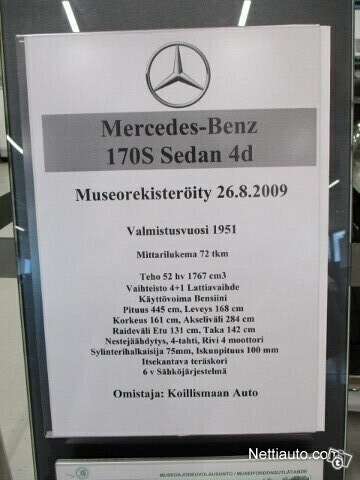 Mercedes-Benz
170S Sedan 4d
Museorekisteröity 26.8.2009
Valmistusvuosi 1951
Mittarilukema 72 tkm
Teho 52 hv 1767 cm3
Vaihteisto 4+1 Lattiavaihde
Käyttövoima Bensiini
Pituus 445 cm, Leveys 168 cm
Korkeus 161 cm, Akseliväli 284 cm
Raideväli Etu 131 cm, Taka 142 cm
Nestejäähdytys, 4-tahti, Rivi 4 moottori
Sylinterihalkaisija 75mm, Iskunpituus 100 mm
Itsekantava teräskori
6 v Sähköjärjestelmä
Omistaja: Koillismaan Auto
Nettiauto.com
MUSEOAJONEUVOLAUSUNTO / MUSEIFORDONSUTLÅTANDE